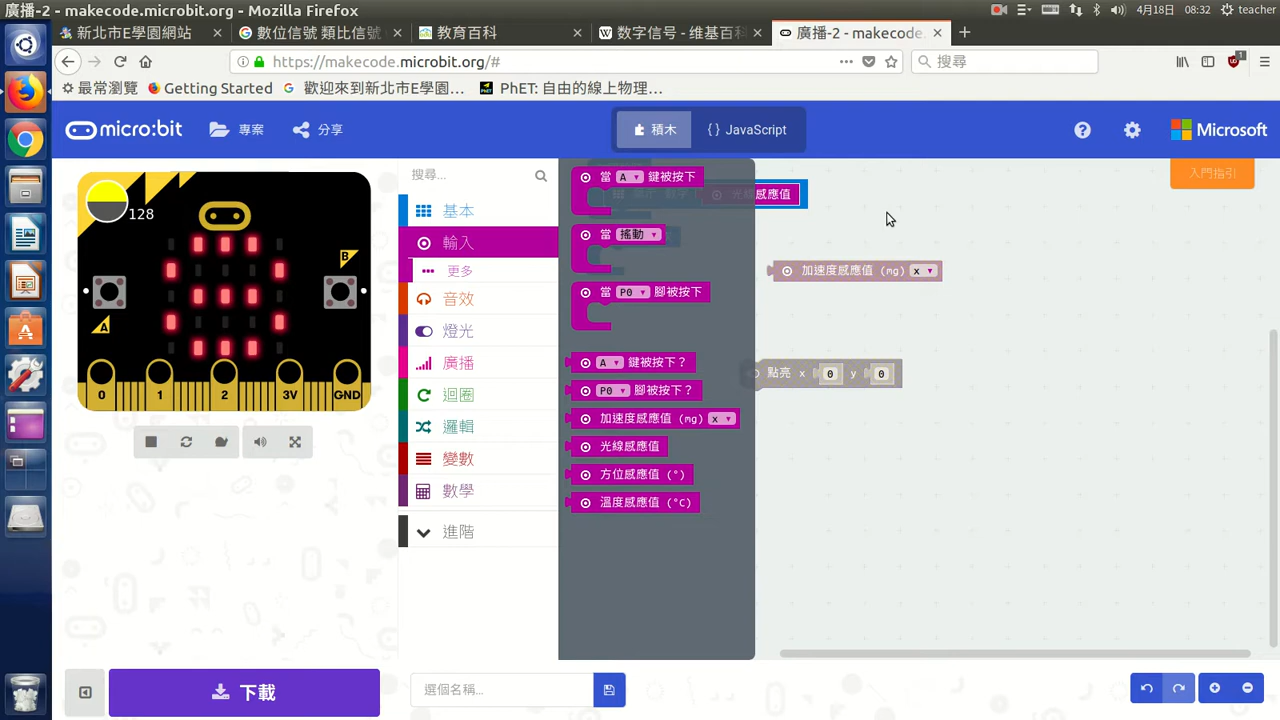 廣播-2 - makecode.microbit.org - Mozilla Firefox
4月18日 08:32 teacher
新北市E學園網站
數位信號 類比信號
教育百科
数字信号 - 维基百科
廣播-2 - makecode.
https://makecode.microbit.org/#
搜尋
最常瀏覽
Getting Started
歡迎來到新北市E學園...
PhET: 自由的線上物理...
micro:bit
專案
分享
積木
{ } JavaScript
Microsoft
入門指引
128
B
A
0 1 2 3V GND
搜尋...
基本
輸入
更多
音效
燈光
廣播
迴圈
邏輯
變數
數學
進階
當 A 鍵被按下
當 搖動
當 P0 腳被按下
A 鍵被按下?
P0 腳被按下?
加速度感應值 (mg) x
光線感應值
方位感應值 (°)
溫度感應值 (°C)
顯示 數字 光線感應值
加速度感應值 (mg) x
點亮 x 0 y 0
下載
選個名稱...